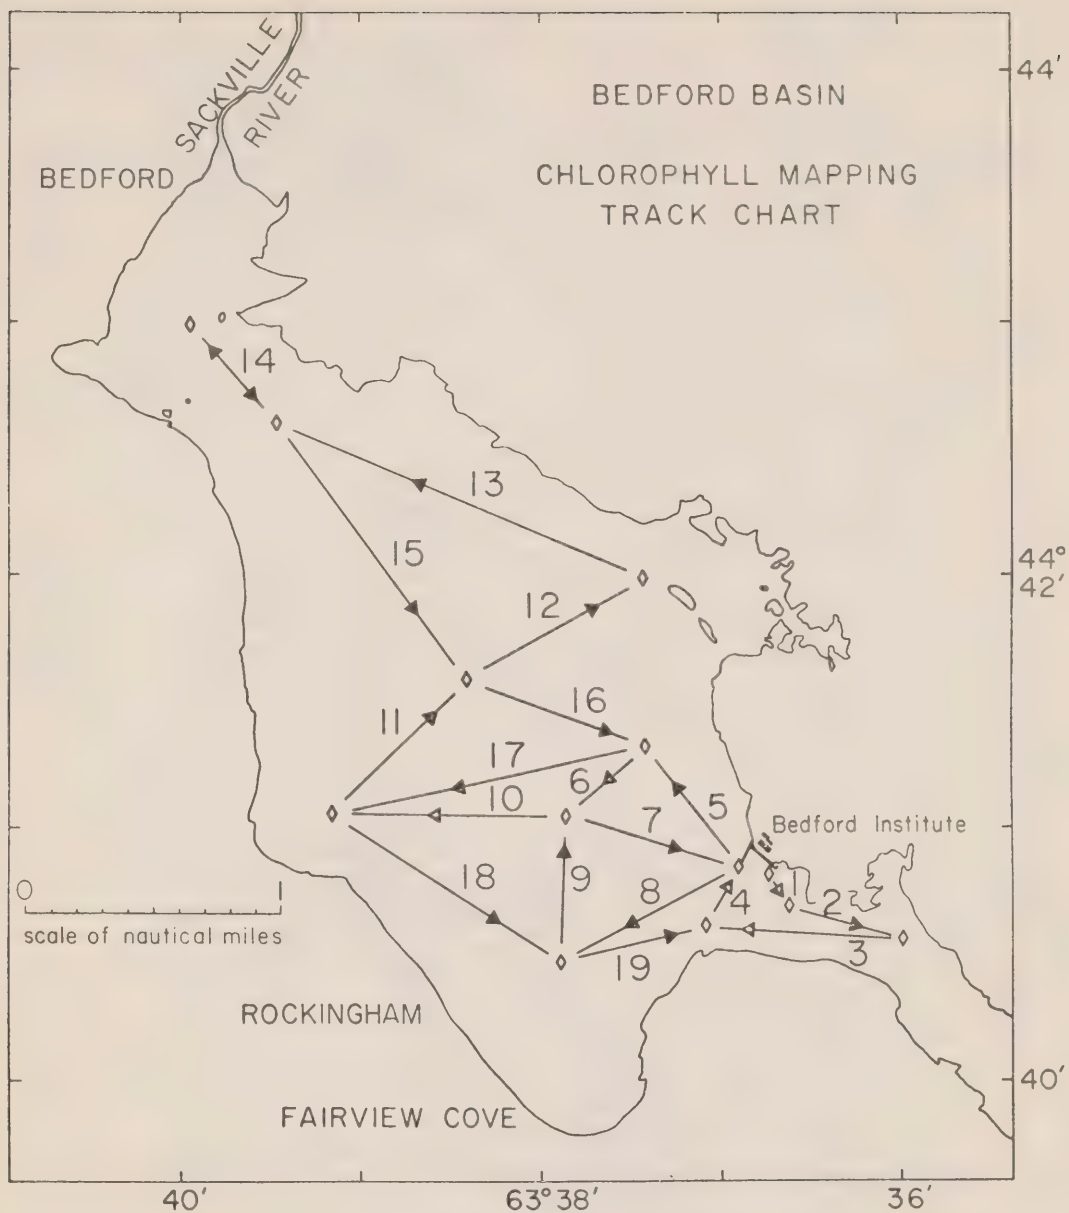 BEDFORD BASIN
CHLOROPHYLL MAPPING
TRACK CHART
SACKVILLE
RIVER
BEDFORD
44'
14
13
15
12
44°
42'
11
16
17
6
10
7
5
Bedford Institute
18
9
8
4
1
2
3
19
0
1
scale of nautical miles
ROCKINGHAM
FAIRVIEW COVE
40'
40'
63°38'
36'